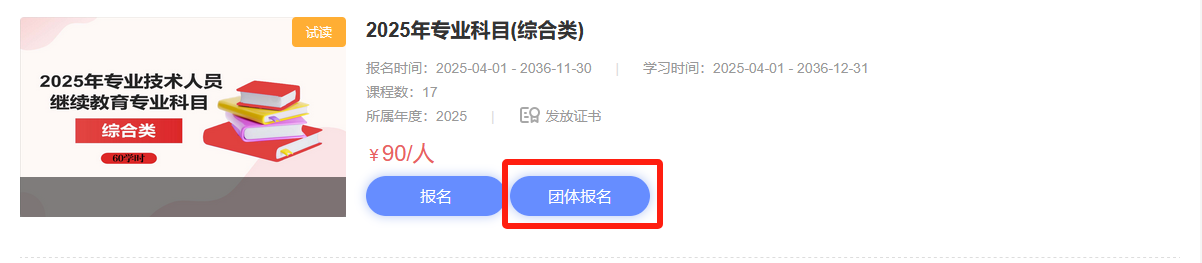 试读
2025年专业技术人员
继续教育专业科目
综合类
60学时
2025年专业科目(综合类)
报名时间：2025-04-01 - 2036-11-30 | 学习时间：2025-04-01 - 2036-12-31
课程数：17
所属年度：2025 | 发放证书
￥90/人
报名 团体报名